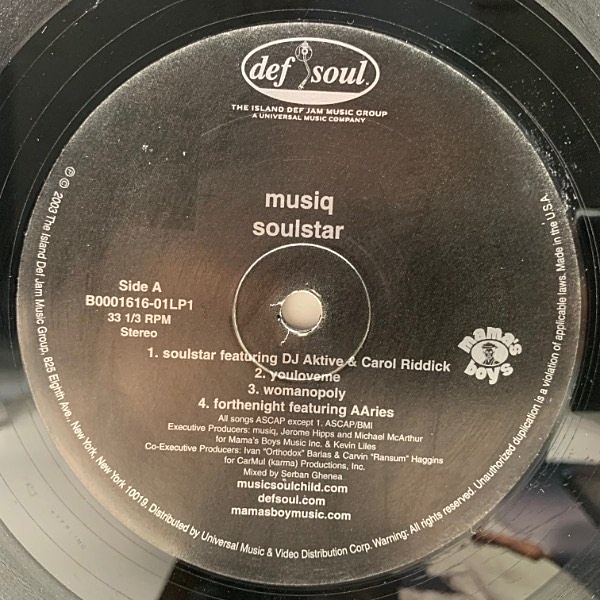 def soul.
THE ISLAND DEF JAM MUSIC GROUP
A UNIVERSAL MUSIC COMPANY
musiq
soulstar
Side A
B0001616-01LP1
33 1/3 RPM
Stereo
mama's
boys
1. soulstar featuring DJ Aktive & Carol Riddick
2. youloveme
3. womanopoly
4. forthenight featuring AAries
All songs ASCAP except 1. ASCAP/BMI
Executive Producers: musiq, Jerome Hipps and Michael McArthur
for Mama's Boys Music Inc. & Kevin Liles
Co-Executive Producers: Ivan "Orthodox" Barias & Carvin "Ransum" Haggins
for CarMul (karma) Productions, Inc.
Mixed by Serban Ghenea
musicsoulchild.com
defsoul.com
mamasboymusic.com
℗ © 2003 The Island Def Jam Music Group, 825 Eighth Ave., New York, New York 10019. Distributed by Universal Music & Video Distribution Corp. Warning: All rights reserved. Unauthorized duplication is a violation of applicable laws. Made in the U.S.A.